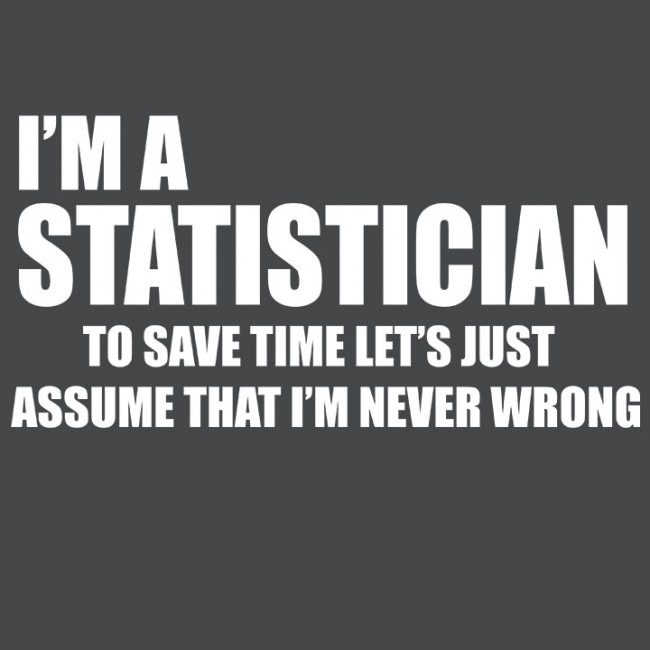 I'M A
STATISTICIAN
TO SAVE TIME LET'S JUST
ASSUME THAT I'M NEVER WRONG